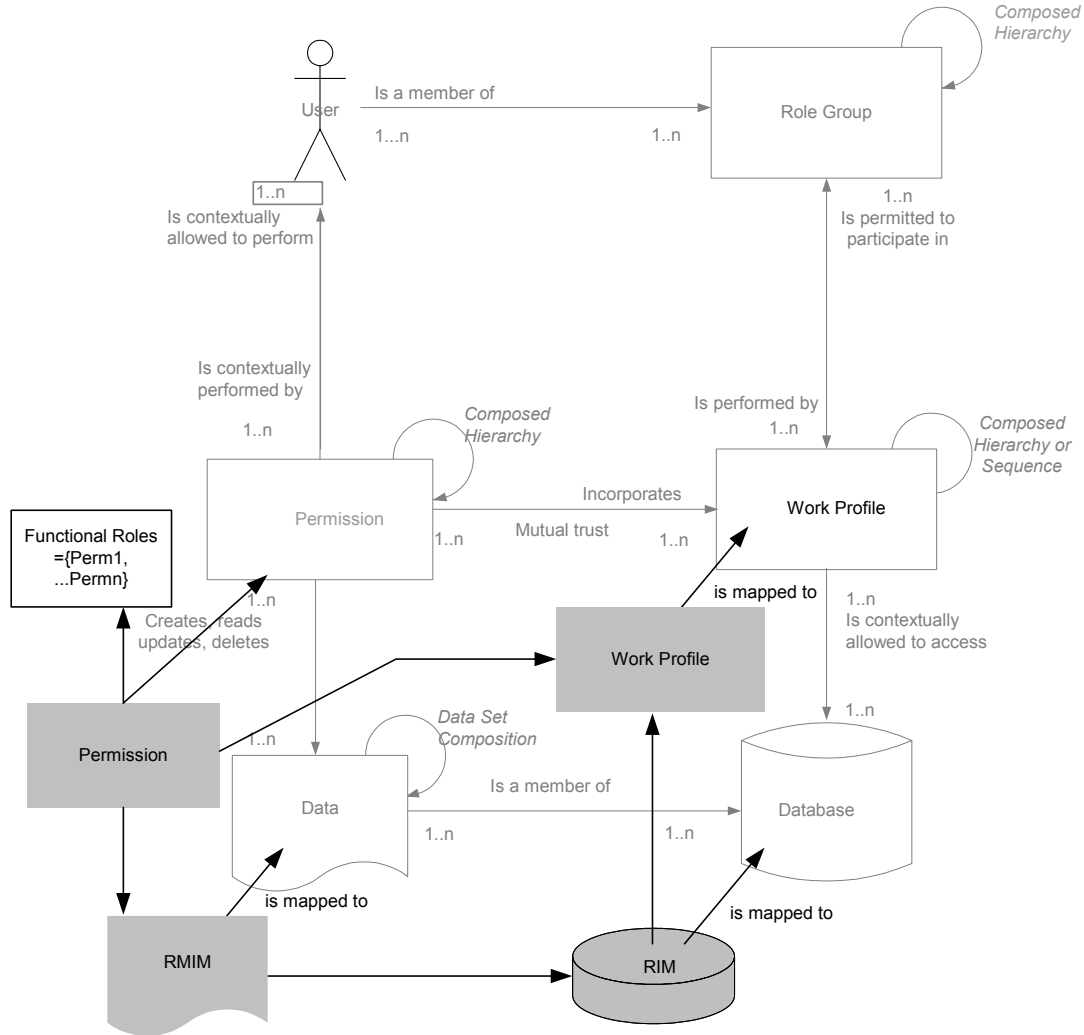 Composed
Hierarchy
User
Is a member of
1...n
1..n
Role Group
1..n
Is contextually
allowed to perform
1..n
Is permitted to
participate in
Is contextually
performed by
1..n
Composed
Hierarchy
Is performed by
1..n
Composed
Hierarchy or
Sequence
Permission
Incorporates
Mutual trust
1..n
1..n
Work Profile
Functional Roles
={Perm1,
...Permn}
1..n
Creates, reads
updates, deletes
is mapped to
1..n
Is contextually
allowed to access
Work Profile
Permission
1..n
Data Set
Composition
1..n
Data
Is a member of
1..n
1..n
Database
is mapped to
is mapped to
RMIM
RIM